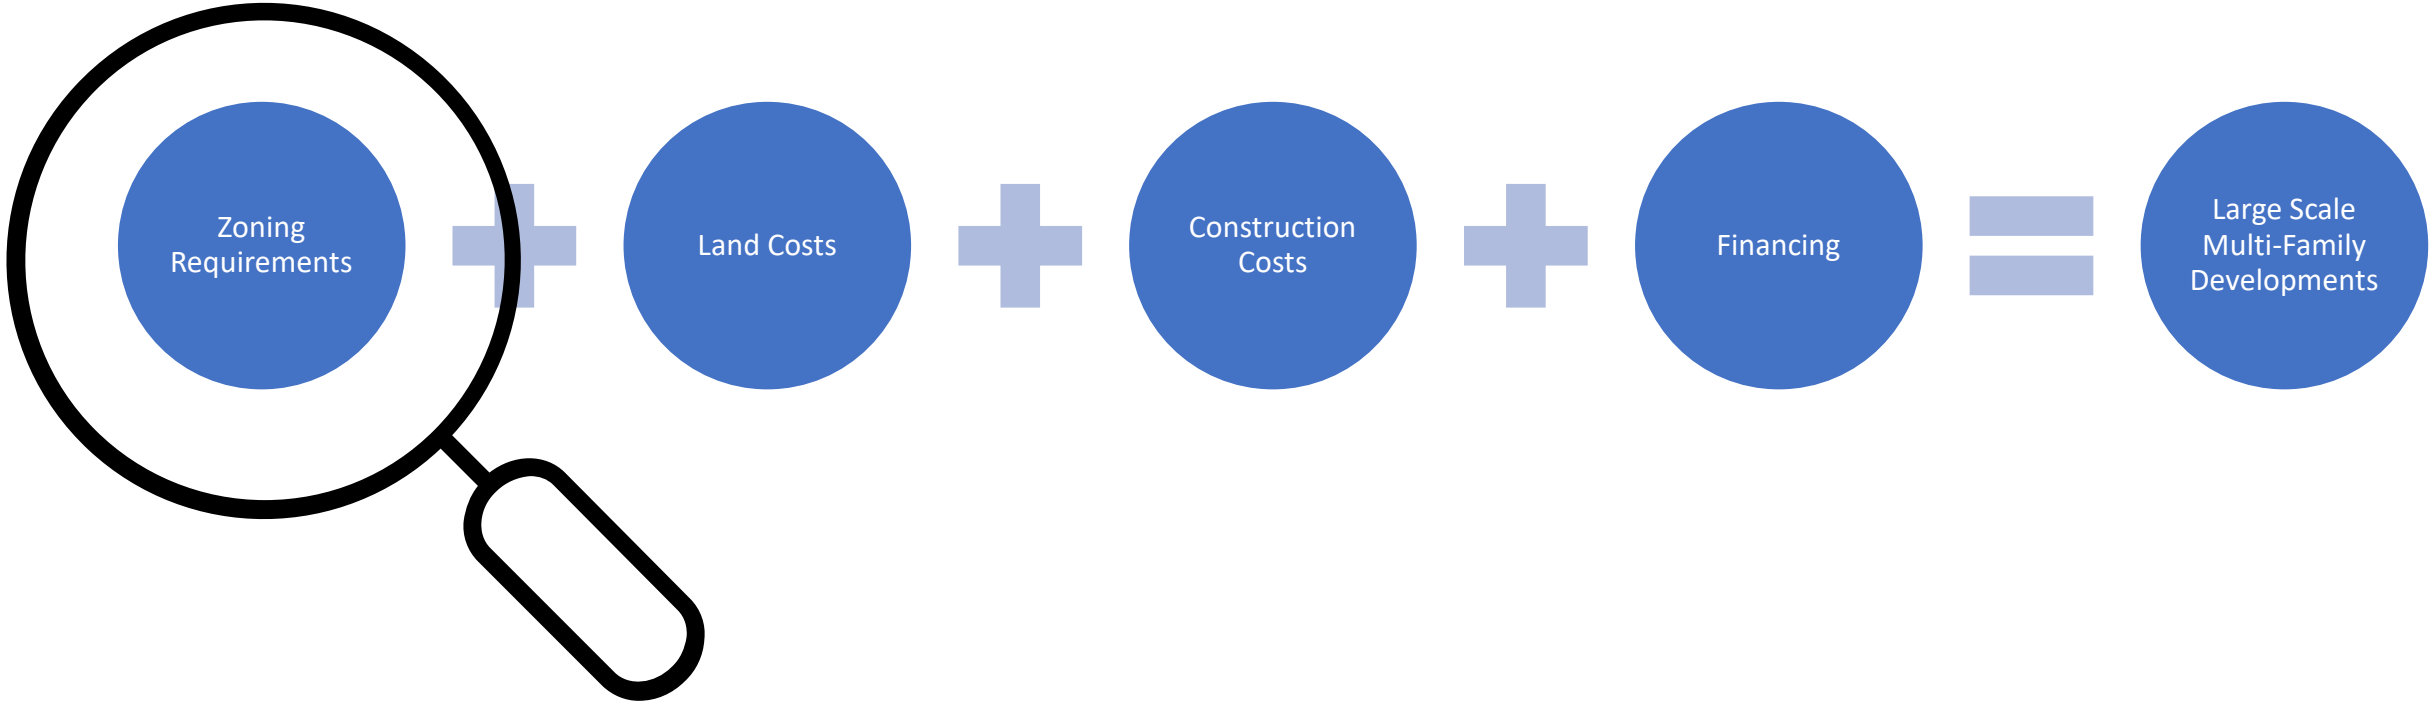 Zoning
Requirements
Land Costs
Construction
Costs
Financing
Large Scale
Multi-Family
Developments